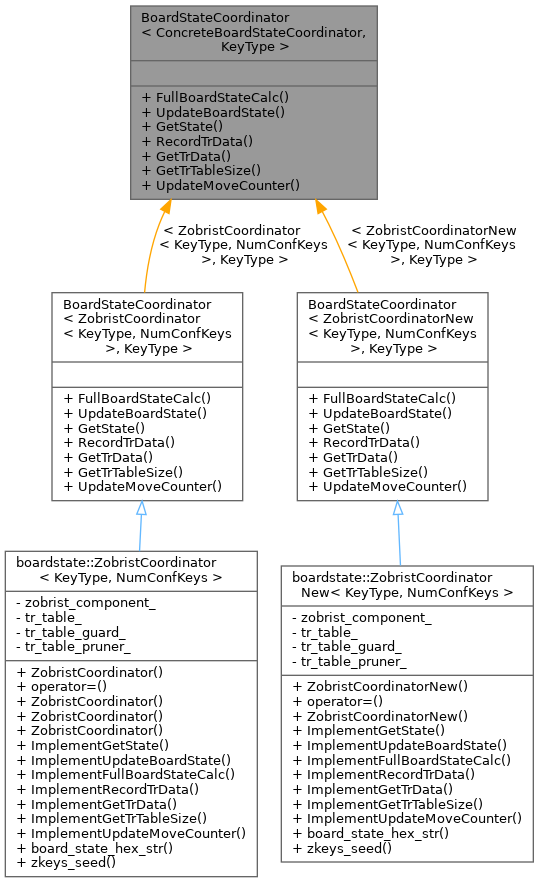 BoardStateCoordinator
< ConcreteBoardStateCoordinator,
KeyType >
+ FullBoardStateCalc()
+ UpdateBoardState()
+ GetState()
+ RecordTrData()
+ GetTrData()
+ GetTrTableSize()
+ UpdateMoveCounter()
< ZobristCoordinator
< KeyType, NumConfKeys
>, KeyType >
< ZobristCoordinatorNew
< KeyType, NumConfKeys
>, KeyType >
BoardStateCoordinator
< ZobristCoordinator
< KeyType, NumConfKeys
>, KeyType >
+ FullBoardStateCalc()
+ UpdateBoardState()
+ GetState()
+ RecordTrData()
+ GetTrData()
+ GetTrTableSize()
+ UpdateMoveCounter()
BoardStateCoordinator
< ZobristCoordinatorNew
< KeyType, NumConfKeys
>, KeyType >
+ FullBoardStateCalc()
+ UpdateBoardState()
+ GetState()
+ RecordTrData()
+ GetTrData()
+ GetTrTableSize()
+ UpdateMoveCounter()
boardstate::ZobristCoordinator
< KeyType, NumConfKeys >
- zobrist_component_
- tr_table_
- tr_table_guard_
- tr_table_pruner_
+ ZobristCoordinator()
+ operator=()
+ ZobristCoordinator()
+ ZobristCoordinator()
+ ZobristCoordinator()
+ ImplementGetState()
+ ImplementUpdateBoardState()
+ ImplementFullBoardStateCalc()
+ ImplementRecordTrData()
+ ImplementGetTrData()
+ ImplementGetTrTableSize()
+ ImplementUpdateMoveCounter()
+ board_state_hex_str()
+ zkeys_seed()
boardstate::ZobristCoordinator
New< KeyType, NumConfKeys >
- zobrist_component_
- tr_table_
- tr_table_guard_
- tr_table_pruner_
+ ZobristCoordinatorNew()
+ operator=()
+ ZobristCoordinatorNew()
+ ImplementGetState()
+ ImplementUpdateBoardState()
+ ImplementFullBoardStateCalc()
+ ImplementRecordTrData()
+ ImplementGetTrData()
+ ImplementGetTrTableSize()
+ ImplementUpdateMoveCounter()
+ board_state_hex_str()
+ zkeys_seed()